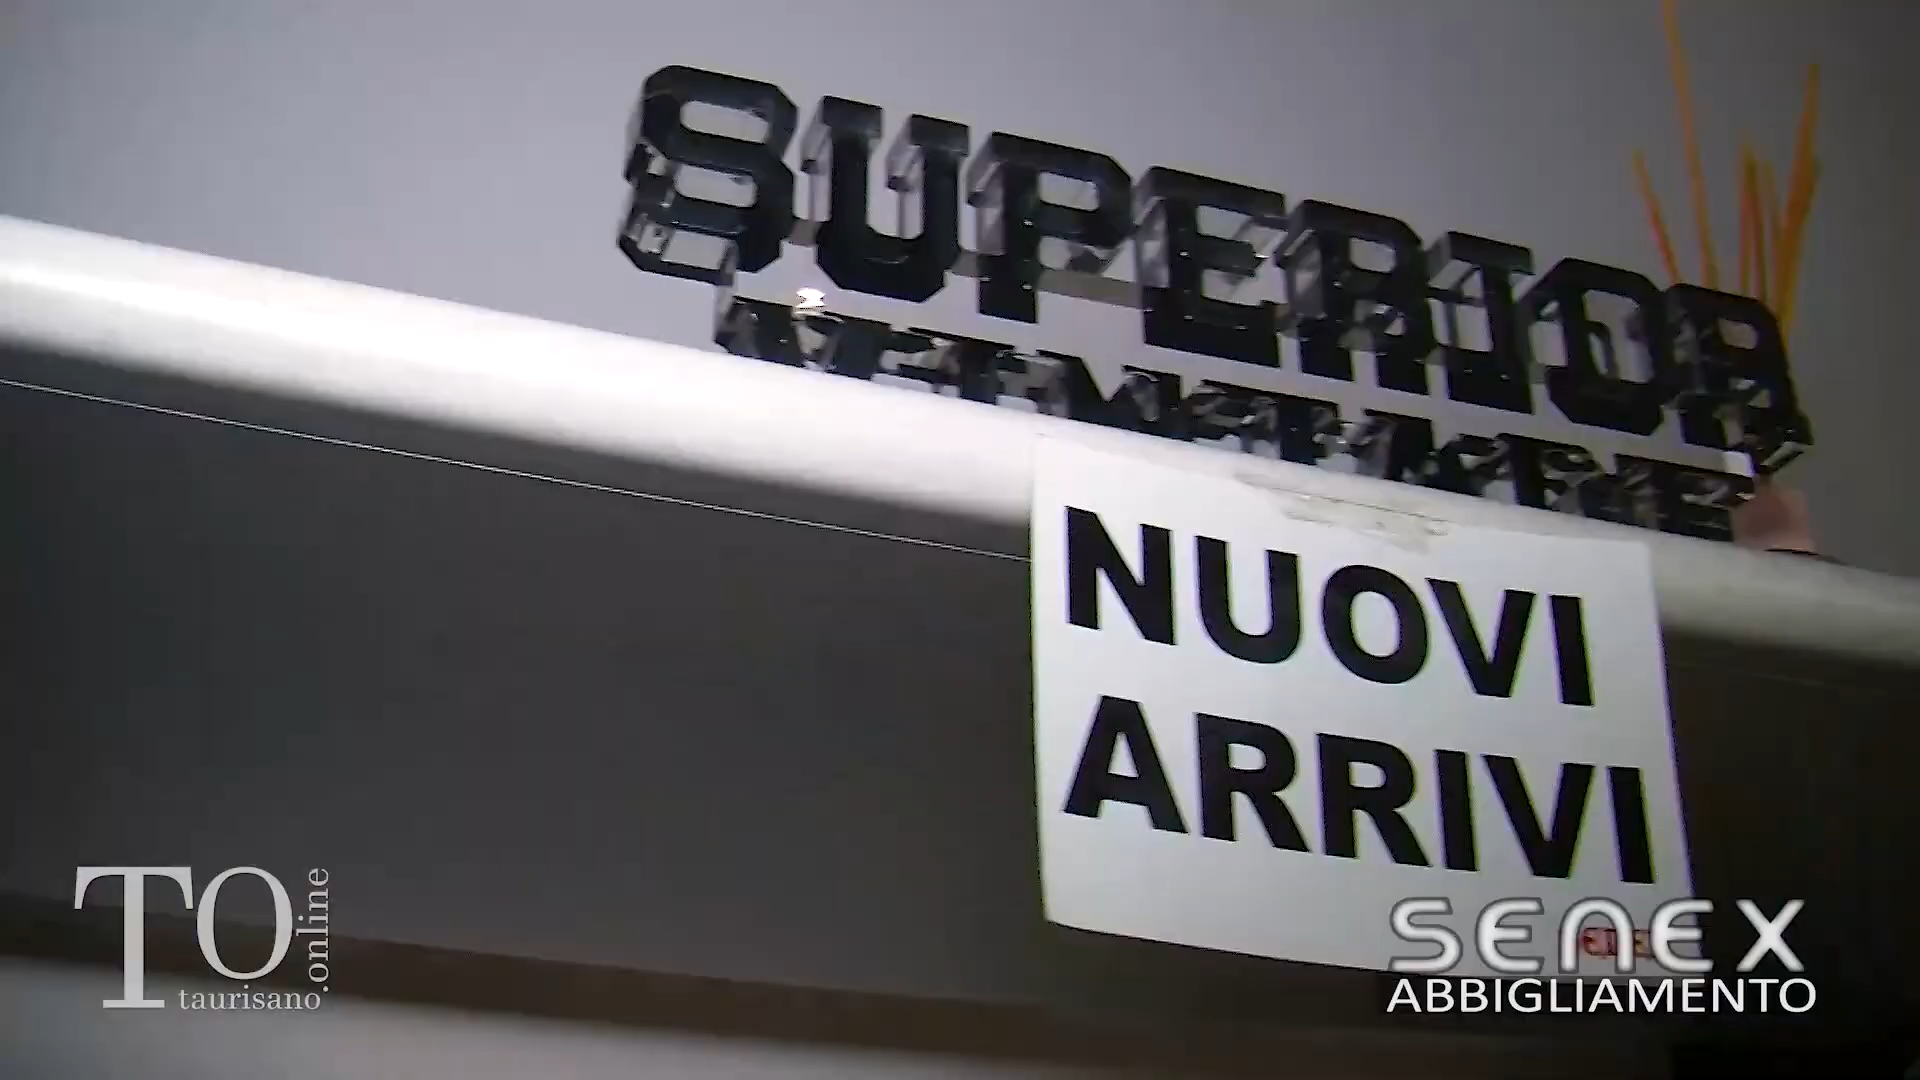 SUPERIOR
NUOVI
ARRIVI
TO.online
taurisano
SENEX
ABBIGLIAMENTO